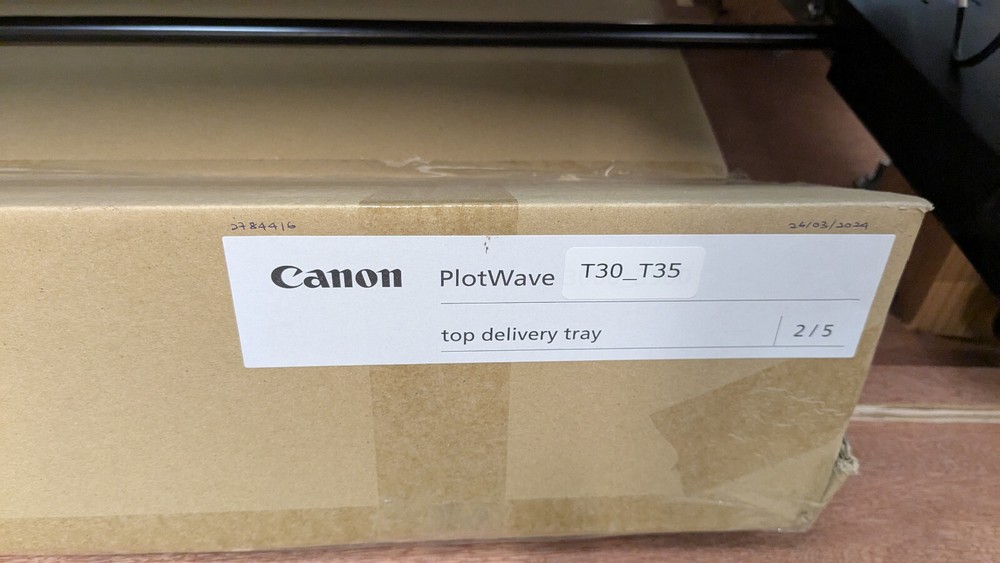 2784416 26/03/2024
Canon PlotWave T30_T35
top delivery tray 2/5